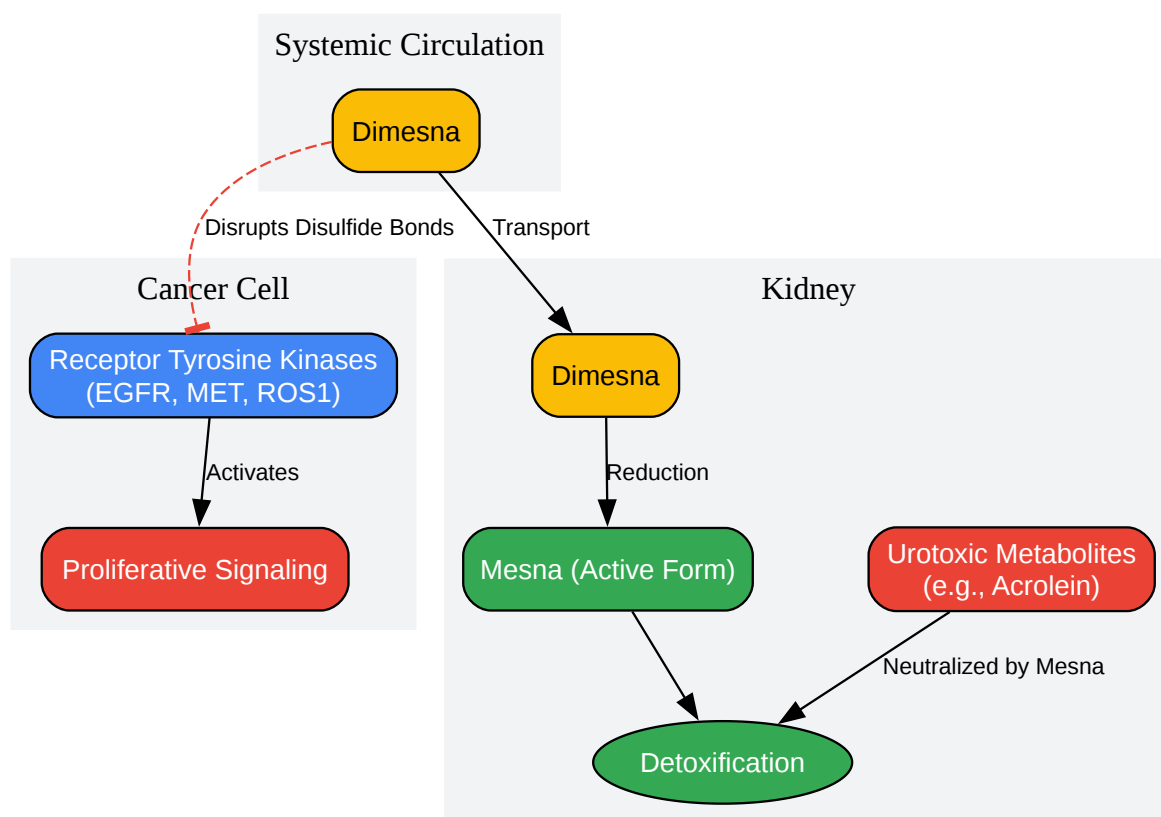 Systemic Circulation
Dimesna
Disrupts Disulfide Bonds
Transport
Cancer Cell
Kidney
Receptor Tyrosine Kinases
(EGFR, MET, ROS1)
Dimesna
Activates
Reduction
Proliferative Signaling
Mesna (Active Form)
Urotoxic Metabolites
(e.g., Acrolein)
Neutralized by Mesna
Detoxification